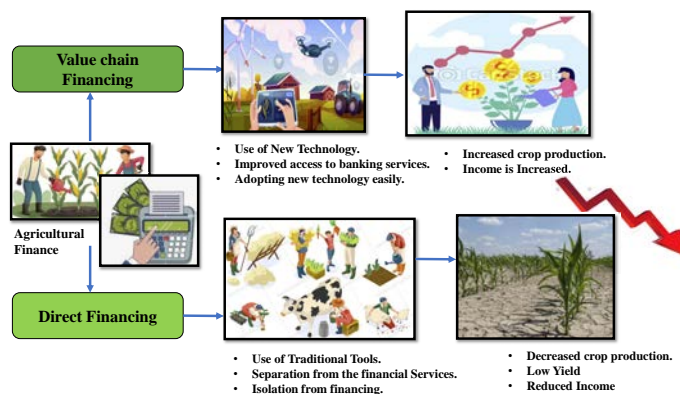 Value chain
Financing
• Use of New Technology.
• Improved access to banking services.
• Adopting new technology easily.
• Increased crop production.
• Income is Increased.
Agricultural
Finance
Direct Financing
• Use of Traditional Tools.
• Separation from the financial Services.
• Isolation from financing.
• Decreased crop production.
• Low Yield
• Reduced Income